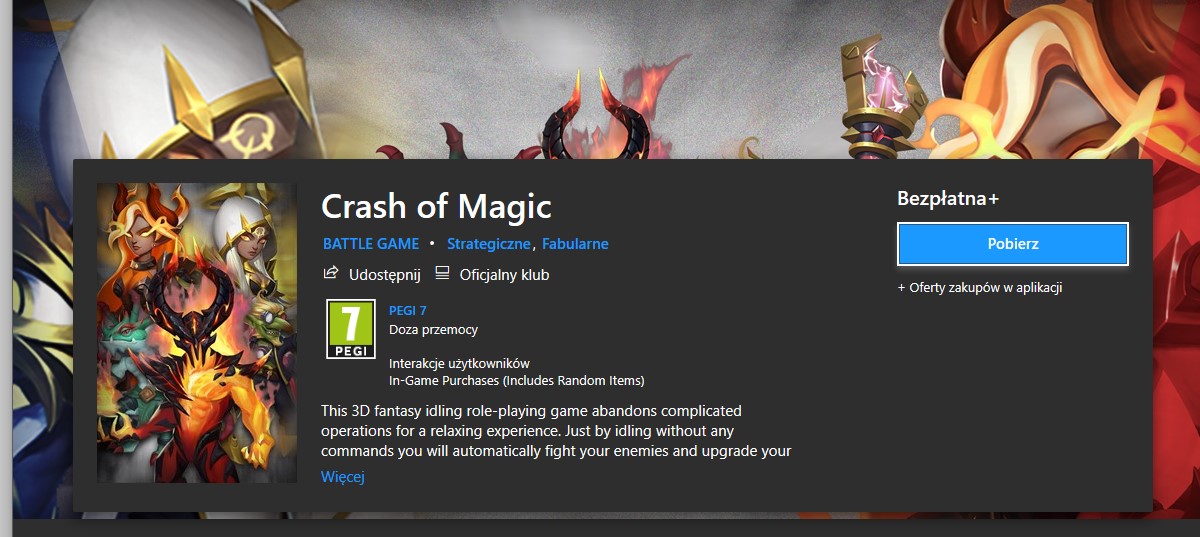 Crash of Magic
BATTLE GAME • Strategiczne, Fabularne
Udostępnij Oficjalny klub
7
PEGI
PEGI 7
Doza przemocy
Interakcje użytkowników
In-Game Purchases (Includes Random Items)
This 3D fantasy idling role-playing game abandons complicated
operations for a relaxing experience. Just by idling without any
commands you will automatically fight your enemies and upgrade your
Więcej
Bezpłatna+
Pobierz
+ Oferty zakupów w aplikacji